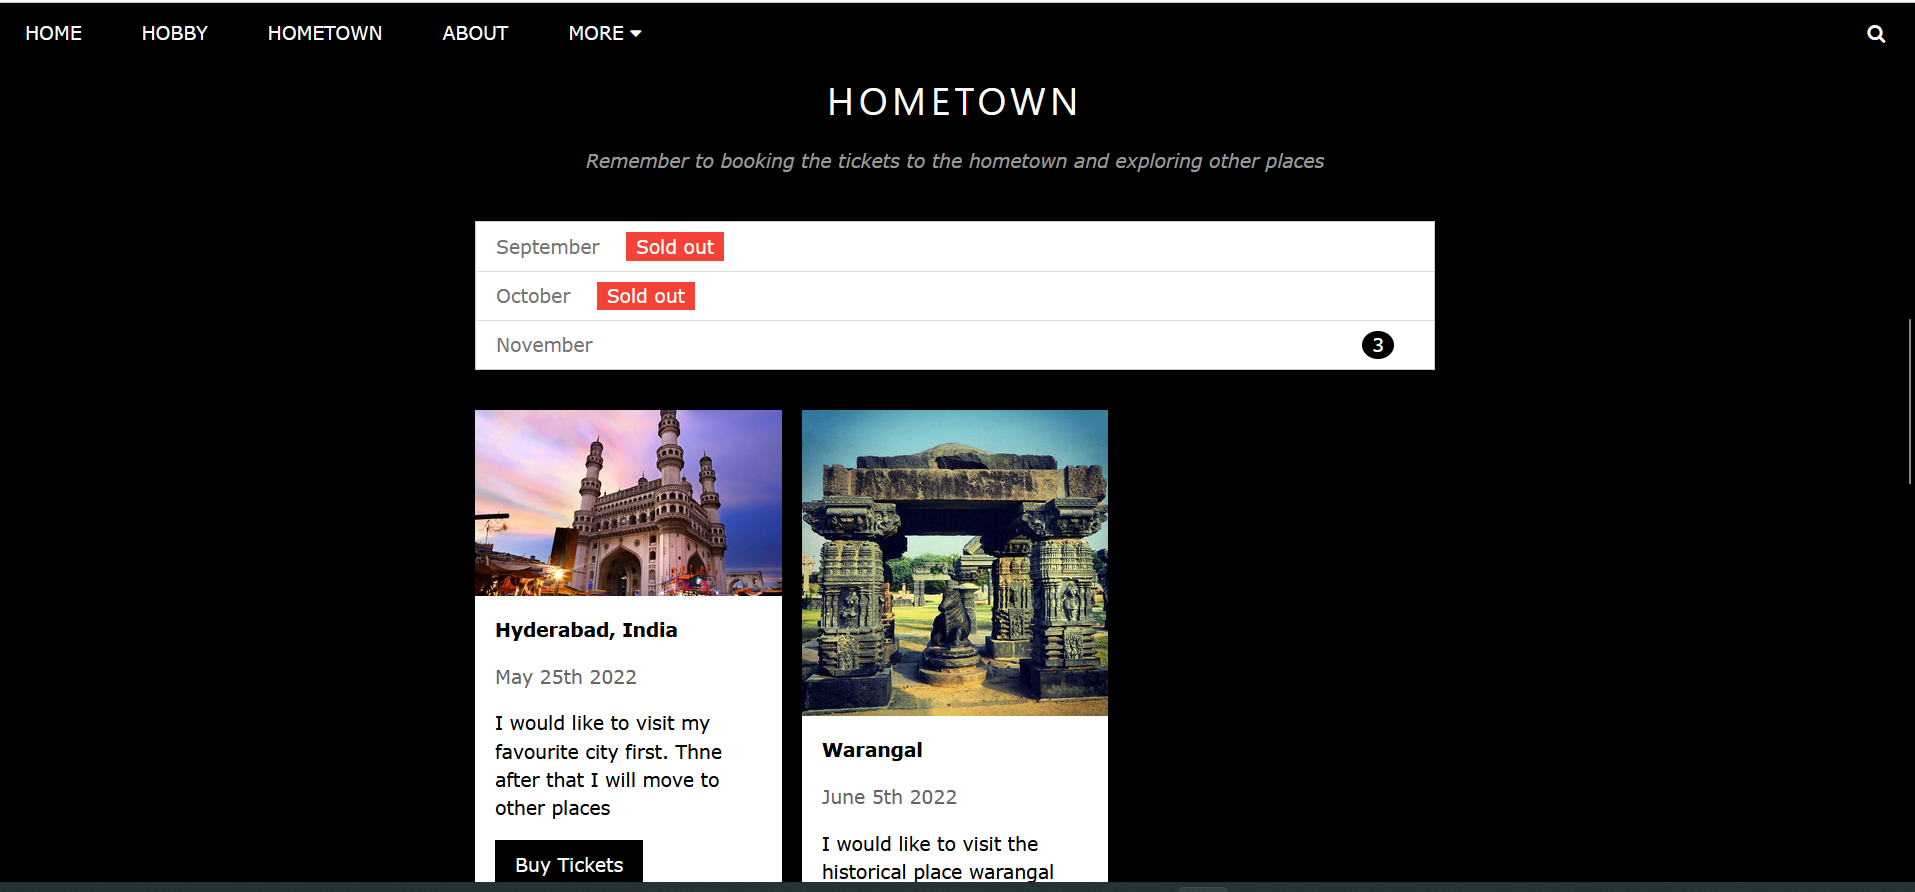 HOME HOBBY HOMETOWN ABOUT MORE
HOMETOWN
Remember to booking the tickets to the hometown and exploring other places
September Sold out
October Sold out
November 3
Hyderabad, India
May 25th 2022
I would like to visit my
favourite city first. Thne
after that I will move to
other places
Buy Tickets
Warangal
June 5th 2022
I would like to visit the
historical place warangal